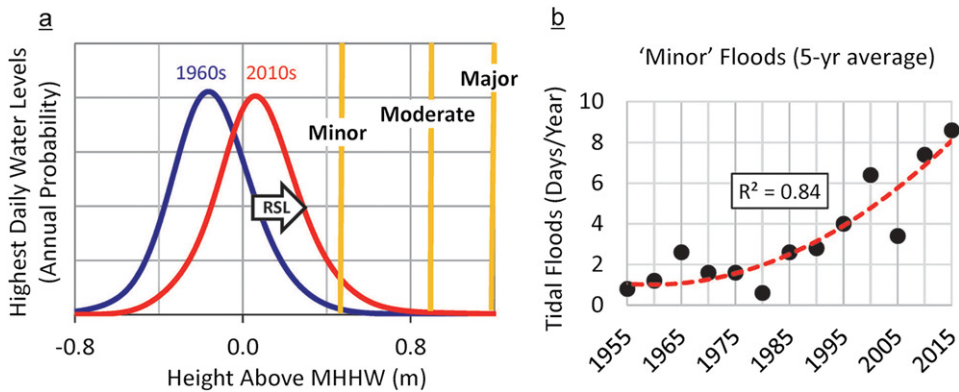 a
Highest Daily Water Levels
(Annual Probability)
1960s 2010s
Minor
Moderate
Major
RSL
-0.8 0.0 0.8
Height Above MHHW (m)
b
‘Minor’ Floods (5-yr average)
Tidal Floods (Days/Year)
10
8
6
4
2
0
R² = 0.84
1955 1965 1975 1985 1995 2005 2015